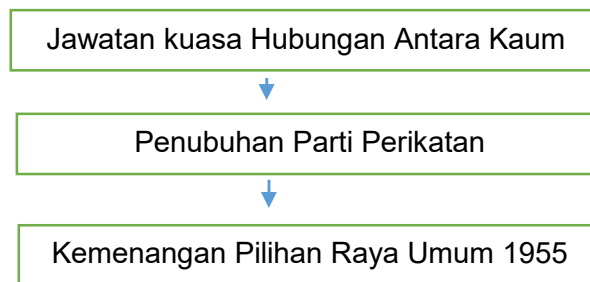 Jawatan kuasa Hubungan Antara Kaum
Penubuhan Parti Perikatan
Kemenangan Pilihan Raya Umum 1955